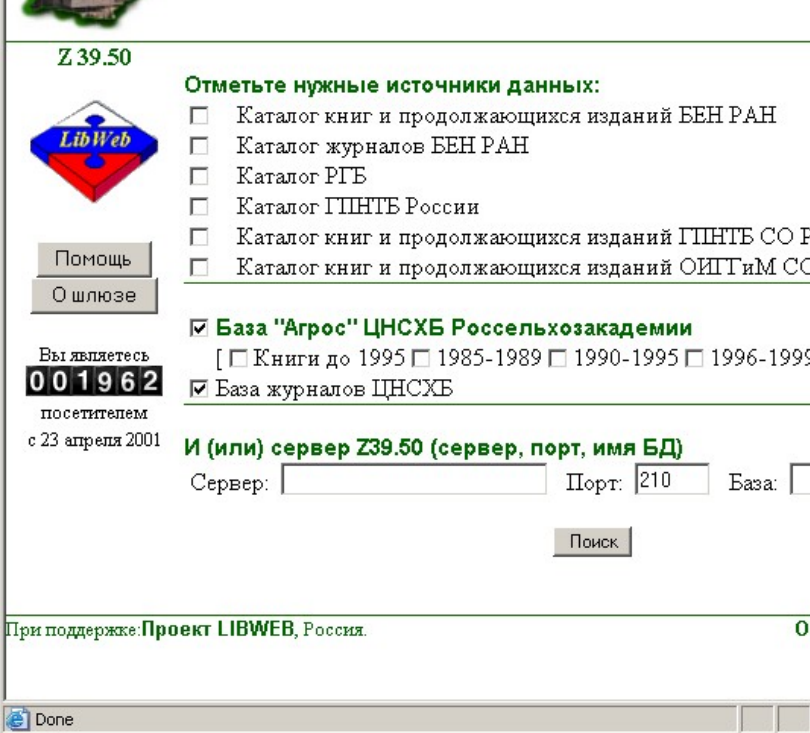 Z 39.50
LibWeb
Помощь
О шлюзе
Вы являетесь
001962
посетителем
с 23 апреля 2001
Отметьте нужные источники данных:
Каталог книг и продолжающихся изданий БЕН РАН
Каталог журналов БЕН РАН
Каталог РГБ
Каталог ГПНТБ России
Каталог книг и продолжающихся изданий ГПНТБ СО
Каталог книг и продолжающихся изданий ОИГГиМ СО
База "Агрос" ЦНСХБ Россельхозакадемии
[ Книги до 1995 1985-1989 1990-1995 1996-1999
База журналов ЦНСХБ
И (или) сервер Z39.50 (сервер, порт, имя БД)
Сервер: Порт: 210 База:
Поиск
При поддержке:Проект LIBWEB, Россия.
Done